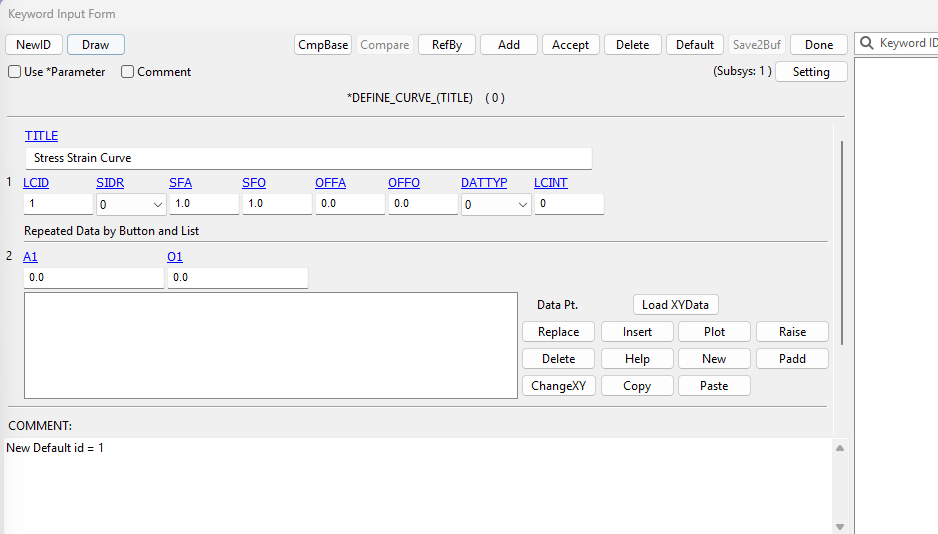 Keyword Input Form
NewID Draw CmpBase Compare RefBy Add Accept Delete Default Save2Buf Done Keyword ID
Use *Parameter Comment (Subsys: 1 ) Setting
*DEFINE_CURVE_(TITLE) ( 0 )
TITLE
Stress Strain Curve
1 LCID SIDR SFA SFO OFFA OFFO DATTYP LCINT
1 0 1.0 1.0 0.0 0.0 0 0
Repeated Data by Button and List
2 A1 O1
0.0 0.0
Data Pt. Load XYData
Replace Insert Plot Raise
Delete Help New Padd
ChangeXY Copy Paste
COMMENT:
New Default id = 1